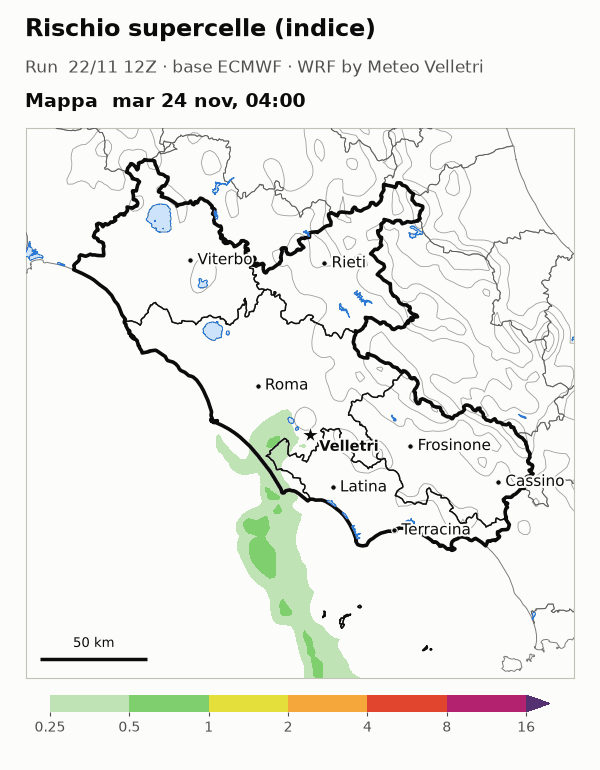 Rischio supercelle (indice)
Run  22/11 12Z · base ECMWF · WRF by Meteo Velletri
Mappa  mar 24 nov, 04:00
Viterbo
Rieti
Roma
Velletri
Frosinone
Cassino
Latina
Terracina
50 km
0.25 0.5 1 2 4 8 16